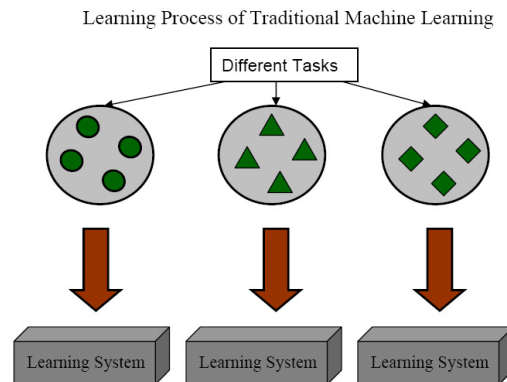 Learning Process of Traditional Machine Learning
Different Tasks
Learning System
Learning System
Learning System